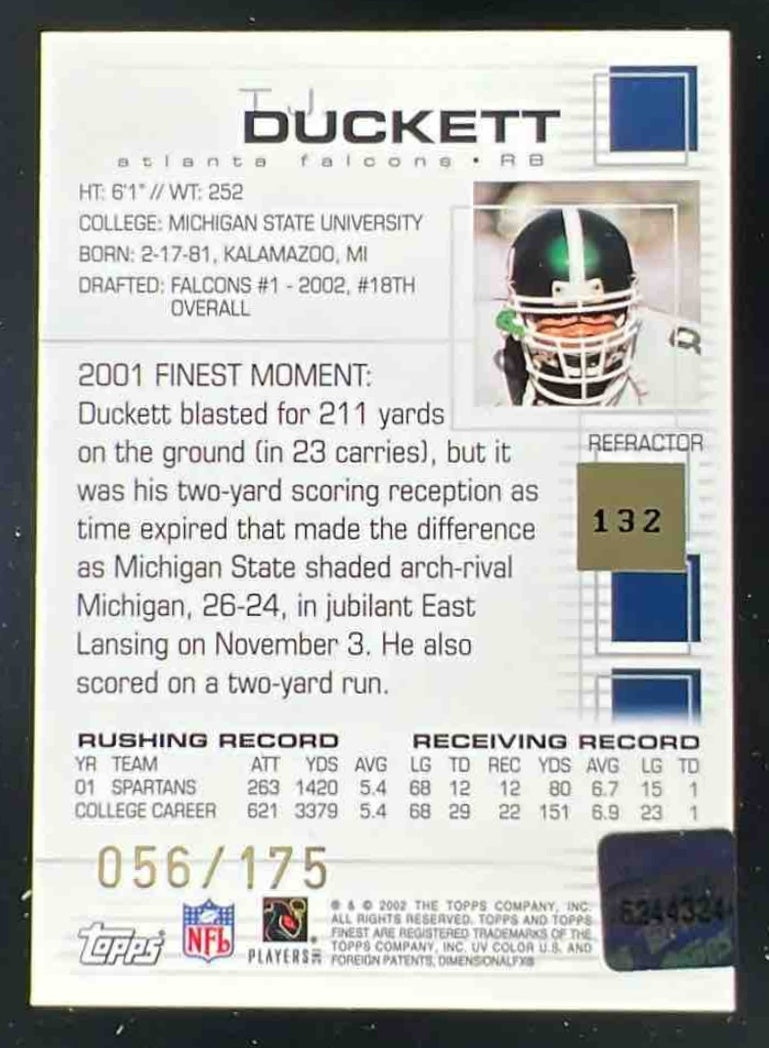 TJ
DUCKETT
atlanta falcons • RB
HT: 6'1" // WT: 252
COLLEGE: MICHIGAN STATE UNIVERSITY
BORN: 2-17-81, KALAMAZOO, MI
DRAFTED: FALCONS #1 - 2002, #18TH
OVERALL
2001 FINEST MOMENT:
Duckett blasted for 211 yards
on the ground (in 23 carries), but it
was his two-yard scoring reception as
time expired that made the difference
as Michigan State shaded arch-rival
Michigan, 26-24, in jubilant East
Lansing on November 3. He also
scored on a two-yard run.
REFRACTOR
132
RUSHING RECORD RECEIVING RECORD
YR TEAM ATT YDS AVG LG TD REC YDS AVG LG TD
01 SPARTANS 263 1420 5.4 68 12 12 80 6.7 15 1
COLLEGE CAREER 621 3379 5.4 68 29 22 151 6.9 23 1
056/175
topps
NFL
PLAYERS INC
® & © 2002 THE TOPPS COMPANY, INC.
ALL RIGHTS RESERVED. TOPPS AND TOPPS
FINEST ARE REGISTERED TRADEMARKS OF THE
TOPPS COMPANY, INC. UV COLOR U.S. AND
FOREIGN PATENTS, DIMENSIONALFX®
6244324